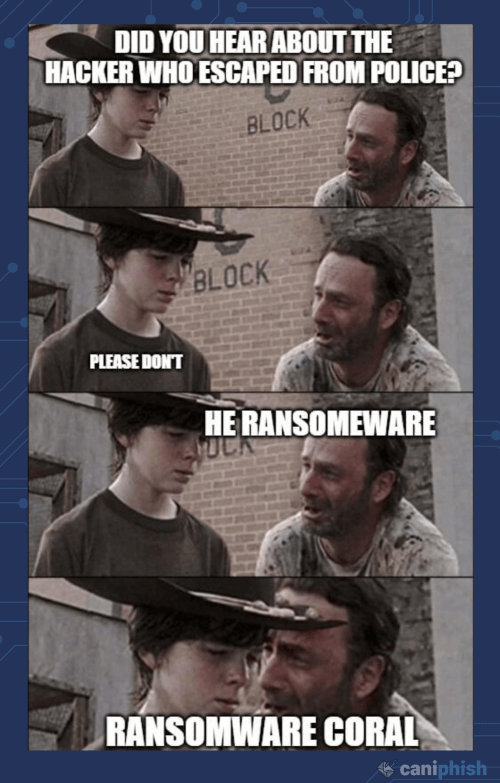 DID YOU HEAR ABOUT THE
HACKER WHO ESCAPED FROM POLICE?
BLOCK
BLOCK
PLEASE DON'T
HE RANSOMEWARE
RANSOMWARE CORAL
caniphish